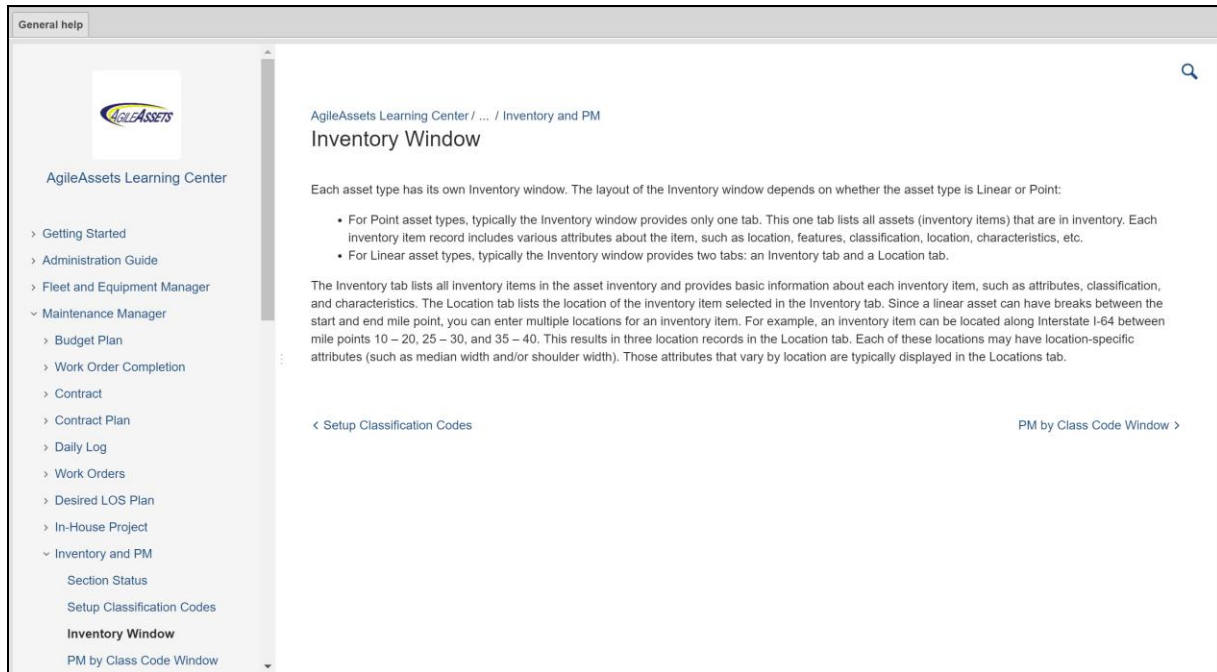 General help
AGILEASSETS
AgileAssets Learning Center
› Getting Started
› Administration Guide
› Fleet and Equipment Manager
Maintenance Manager
› Budget Plan
› Work Order Completion
› Contract
› Contract Plan
› Daily Log
› Work Orders
› Desired LOS Plan
› In-House Project
Inventory and PM
Section Status
Setup Classification Codes
Inventory Window
PM by Class Code Window
AgileAssets Learning Center / ... / Inventory and PM
Inventory Window
Each asset type has its own Inventory window. The layout of the Inventory window depends on whether the asset type is Linear or Point:
• For Point asset types, typically the Inventory window provides only one tab. This one tab lists all assets (inventory items) that are in inventory. Each
inventory item record includes various attributes about the item, such as location, features, classification, location, characteristics, etc.
• For Linear asset types, typically the Inventory window provides two tabs: an Inventory tab and a Location tab.
The Inventory tab lists all inventory items in the asset inventory and provides basic information about each inventory item, such as attributes, classification,
and characteristics. The Location tab lists the location of the inventory item selected in the Inventory tab. Since a linear asset can have breaks between the
start and end mile point, you can enter multiple locations for an inventory item. For example, an inventory item can be located along Interstate I-64 between
mile points 10 – 20, 25 – 30, and 35 – 40. This results in three location records in the Location tab. Each of these locations may have location-specific
attributes (such as median width and/or shoulder width). Those attributes that vary by location are typically displayed in the Locations tab.
‹ Setup Classification Codes
PM by Class Code Window ›